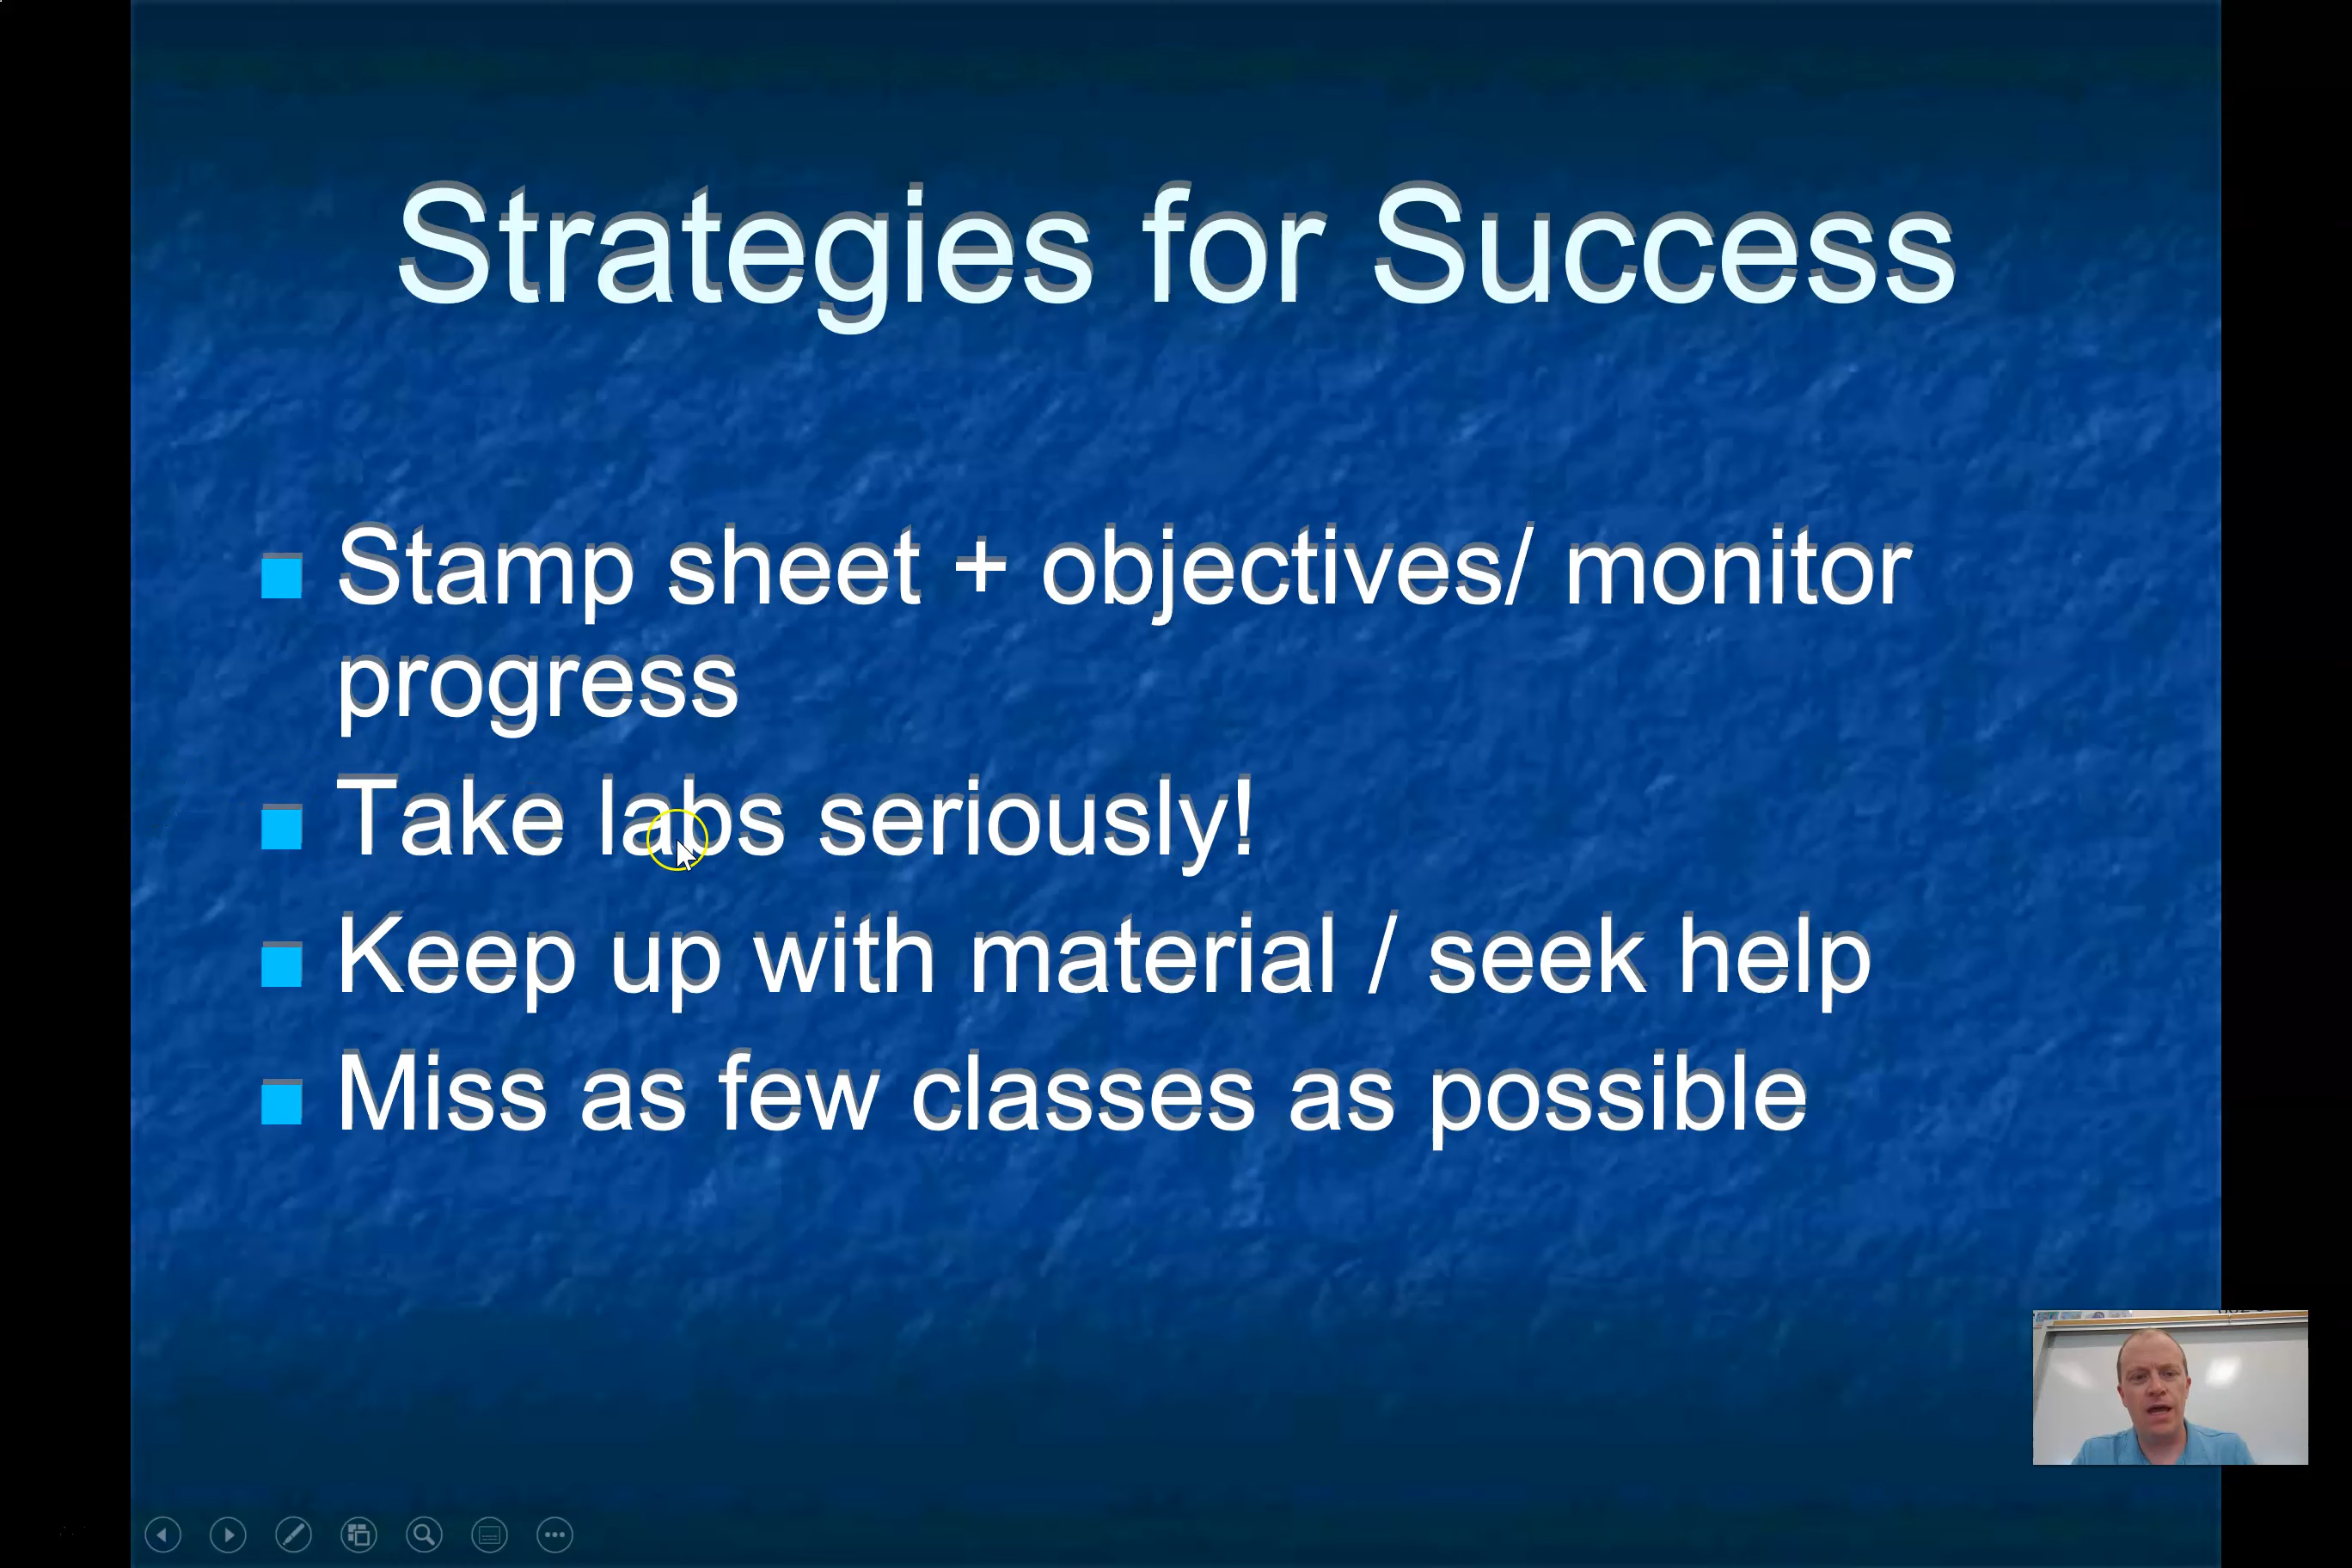 Strategies for Success
Stamp sheet + objectives/ monitor
progress
Take labs seriously!
Keep up with material / seek help
Miss as few classes as possible